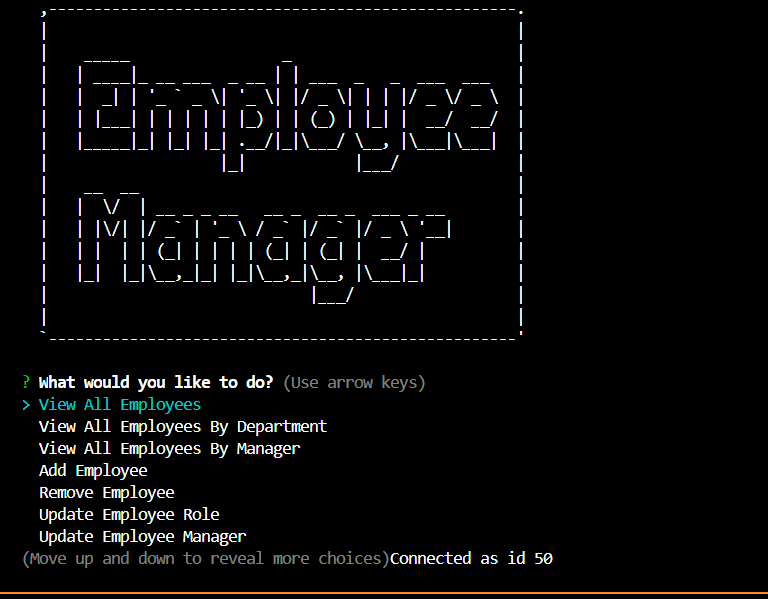 Employee
Manager
? What would you like to do? (Use arrow keys)
> View All Employees
View All Employees By Department
View All Employees By Manager
Add Employee
Remove Employee
Update Employee Role
Update Employee Manager
(Move up and down to reveal more choices)Connected as id 50